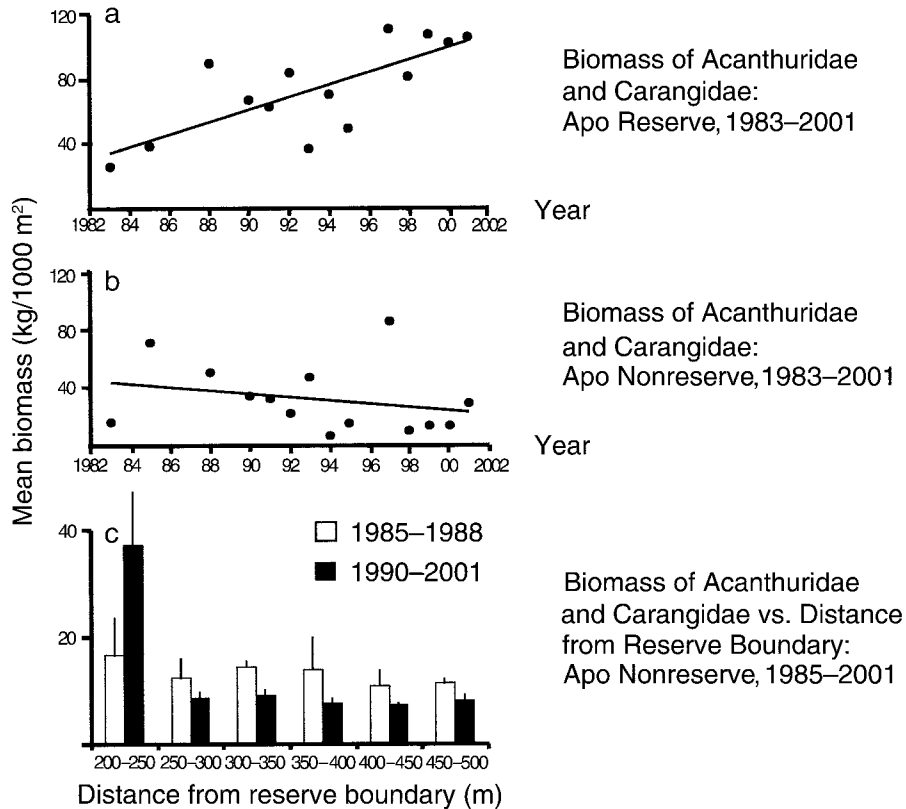 Mean biomass (kg/1000 m²)
a
120
80
40
1982 84 86 88 90 92 94 96 98 00 2002
Year
Biomass of Acanthuridae
and Carangidae:
Apo Reserve, 1983–2001
b
120
80
40
1982 84 86 88 90 92 94 96 98 00 2002
Year
Biomass of Acanthuridae
and Carangidae:
Apo Nonreserve, 1983–2001
c
40
20
1985–1988
1990–2001
200–250 250–300 300–350 350–400 400–450 450–500
Distance from reserve boundary (m)
Biomass of Acanthuridae
and Carangidae vs. Distance
from Reserve Boundary:
Apo Nonreserve, 1985–2001